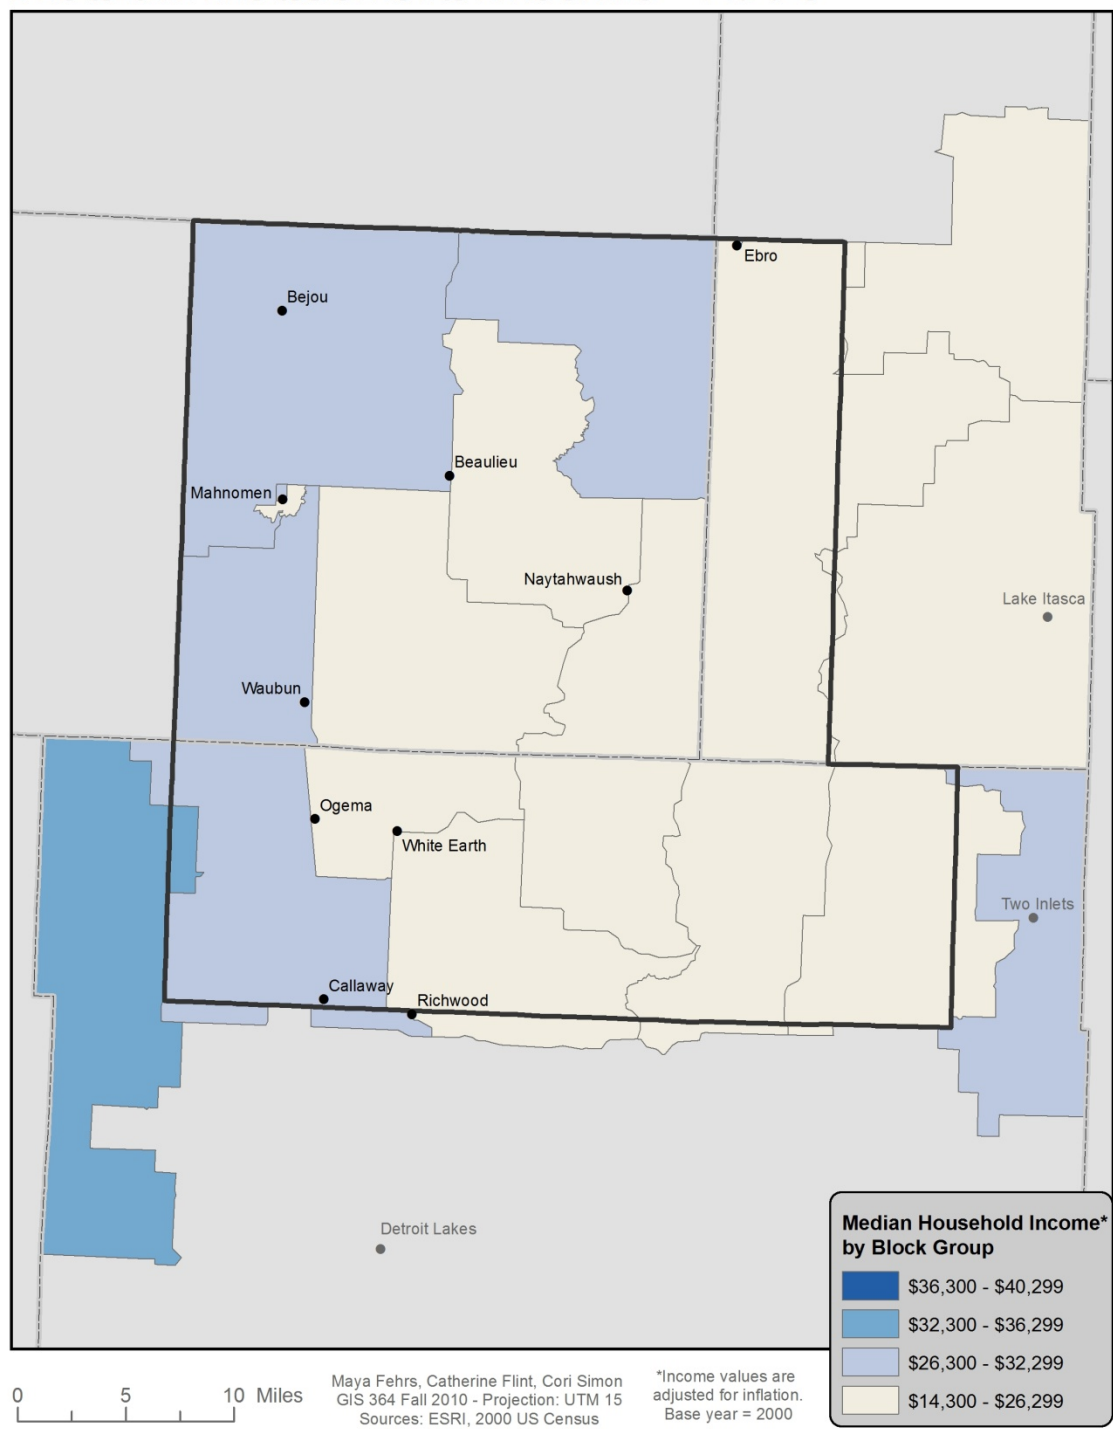 Ebro
Bejou
Beaulieu
Mahnomen
Naytahwaush
Lake Itasca
Waubun
Ogema
White Earth
Two Inlets
Callaway
Richwood
Detroit Lakes
Median Household Income*
by Block Group
$36,300 - $40,299
$32,300 - $36,299
$26,300 - $32,299
$14,300 - $26,299
0 5 10 Miles
Maya Fehrs, Catherine Flint, Cori Simon
GIS 364 Fall 2010 - Projection: UTM 15
Sources: ESRI, 2000 US Census
*Income values are
adjusted for inflation.
Base year = 2000